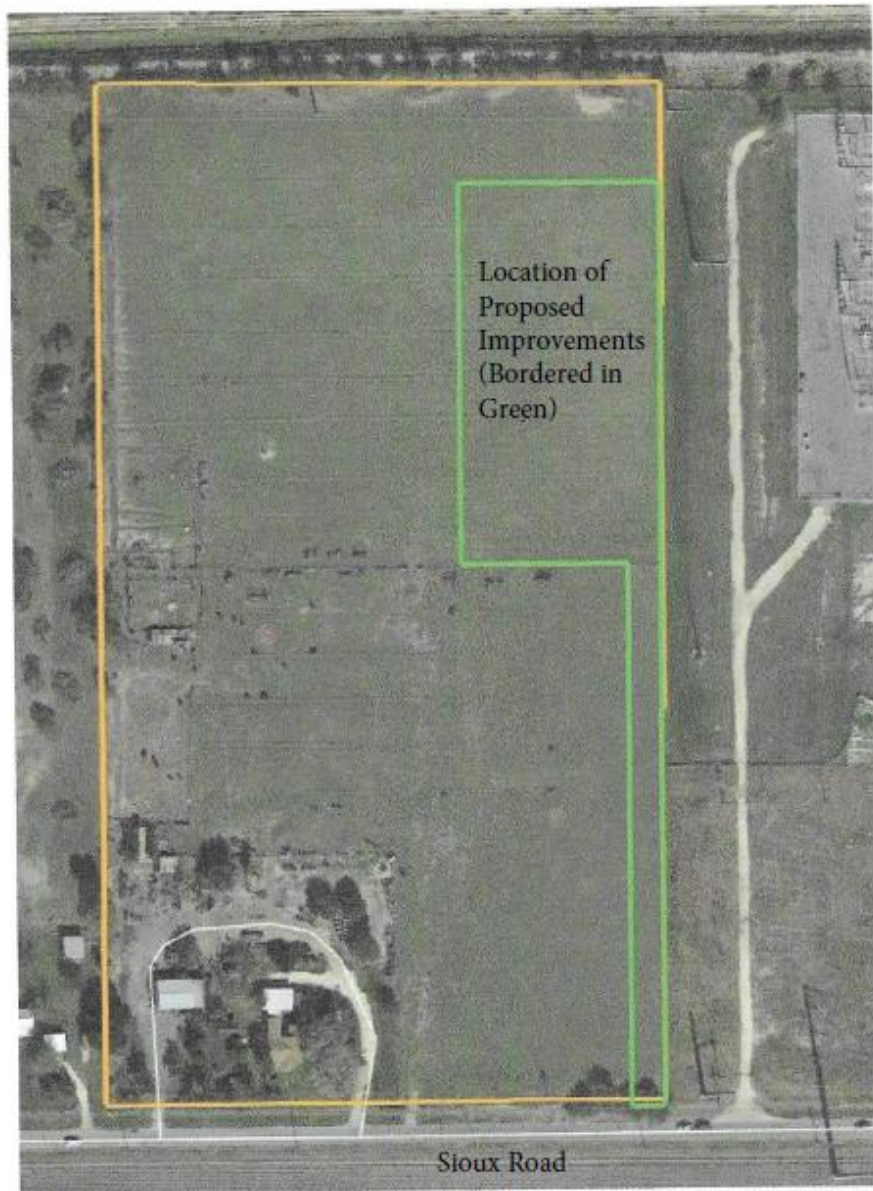 Location of
Proposed
Improvements
(Bordered in
Green)
Sioux Road